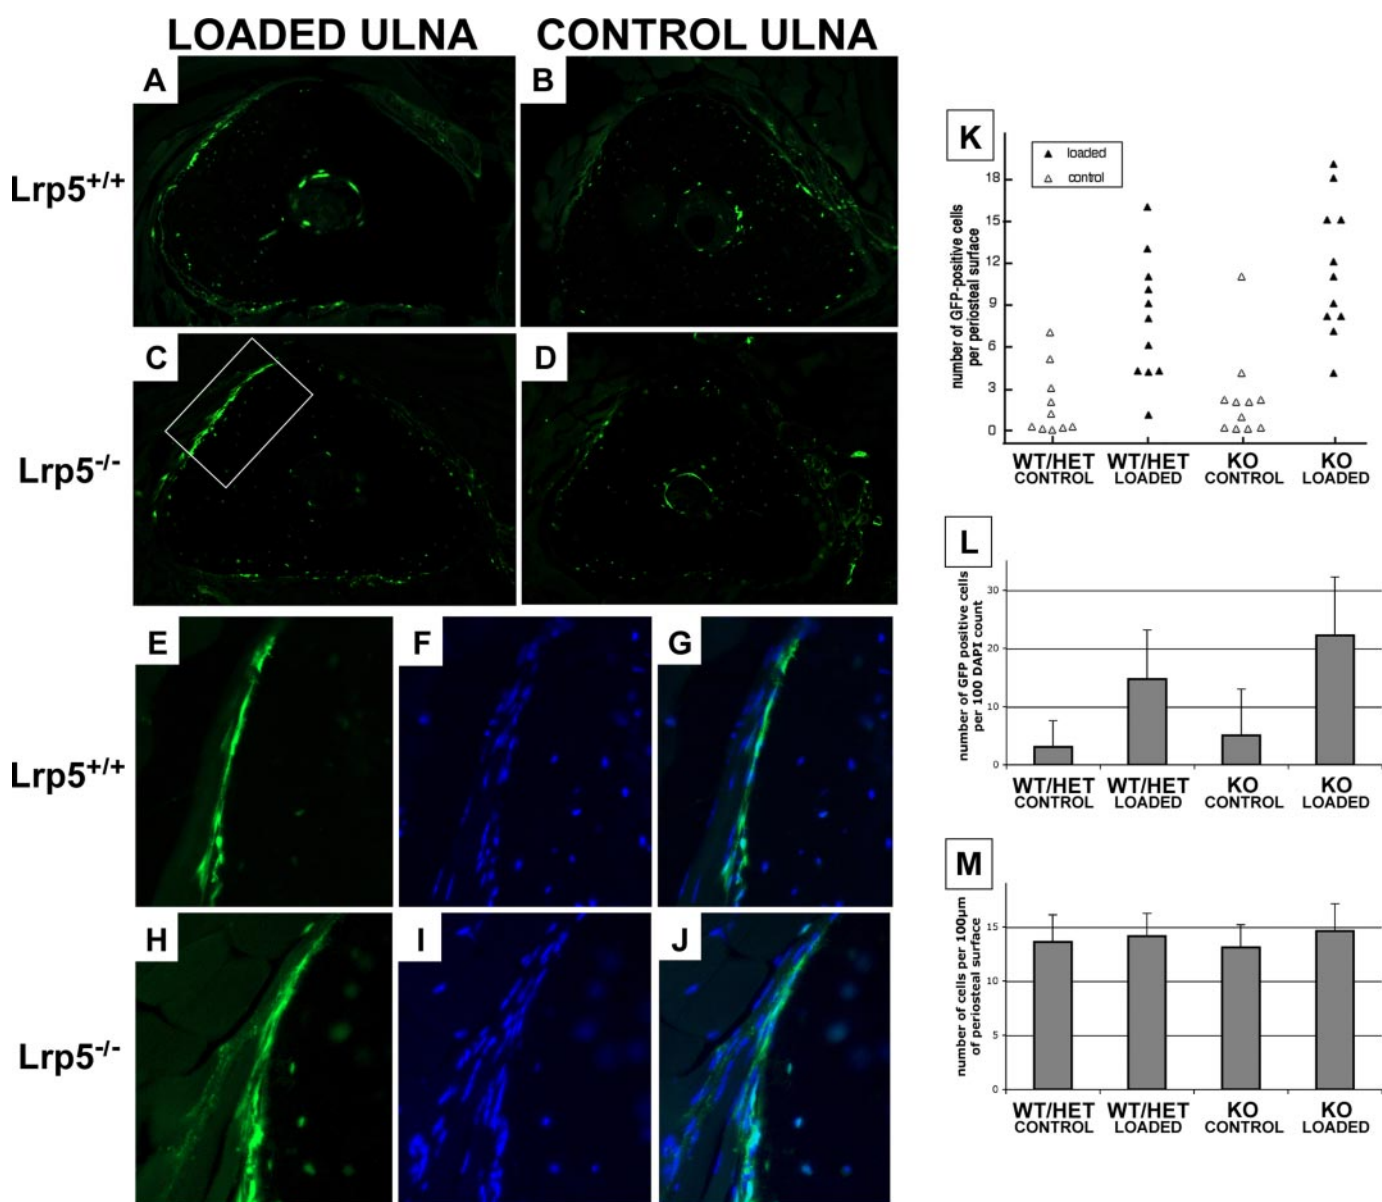 LOADED ULNA CONTROL ULNA
A
B
Lrp5+/+
C
D
Lrp5-/-
E
F
G
Lrp5+/+
H
I
J
Lrp5-/-
K
loaded
control
number of GFP-positive cells
per periosteal surface
18
15
12
9
6
3
0
WT/HET WT/HET KO KO
CONTROL LOADED CONTROL LOADED
L
number of GFP positive cells
per 100 DAPI count
30
20
10
0
WT/HET WT/HET KO KO
CONTROL LOADED CONTROL LOADED
M
number of cells per 100µm
of periosteal surface
15
10
5
0
WT/HET WT/HET KO KO
CONTROL LOADED CONTROL LOADED